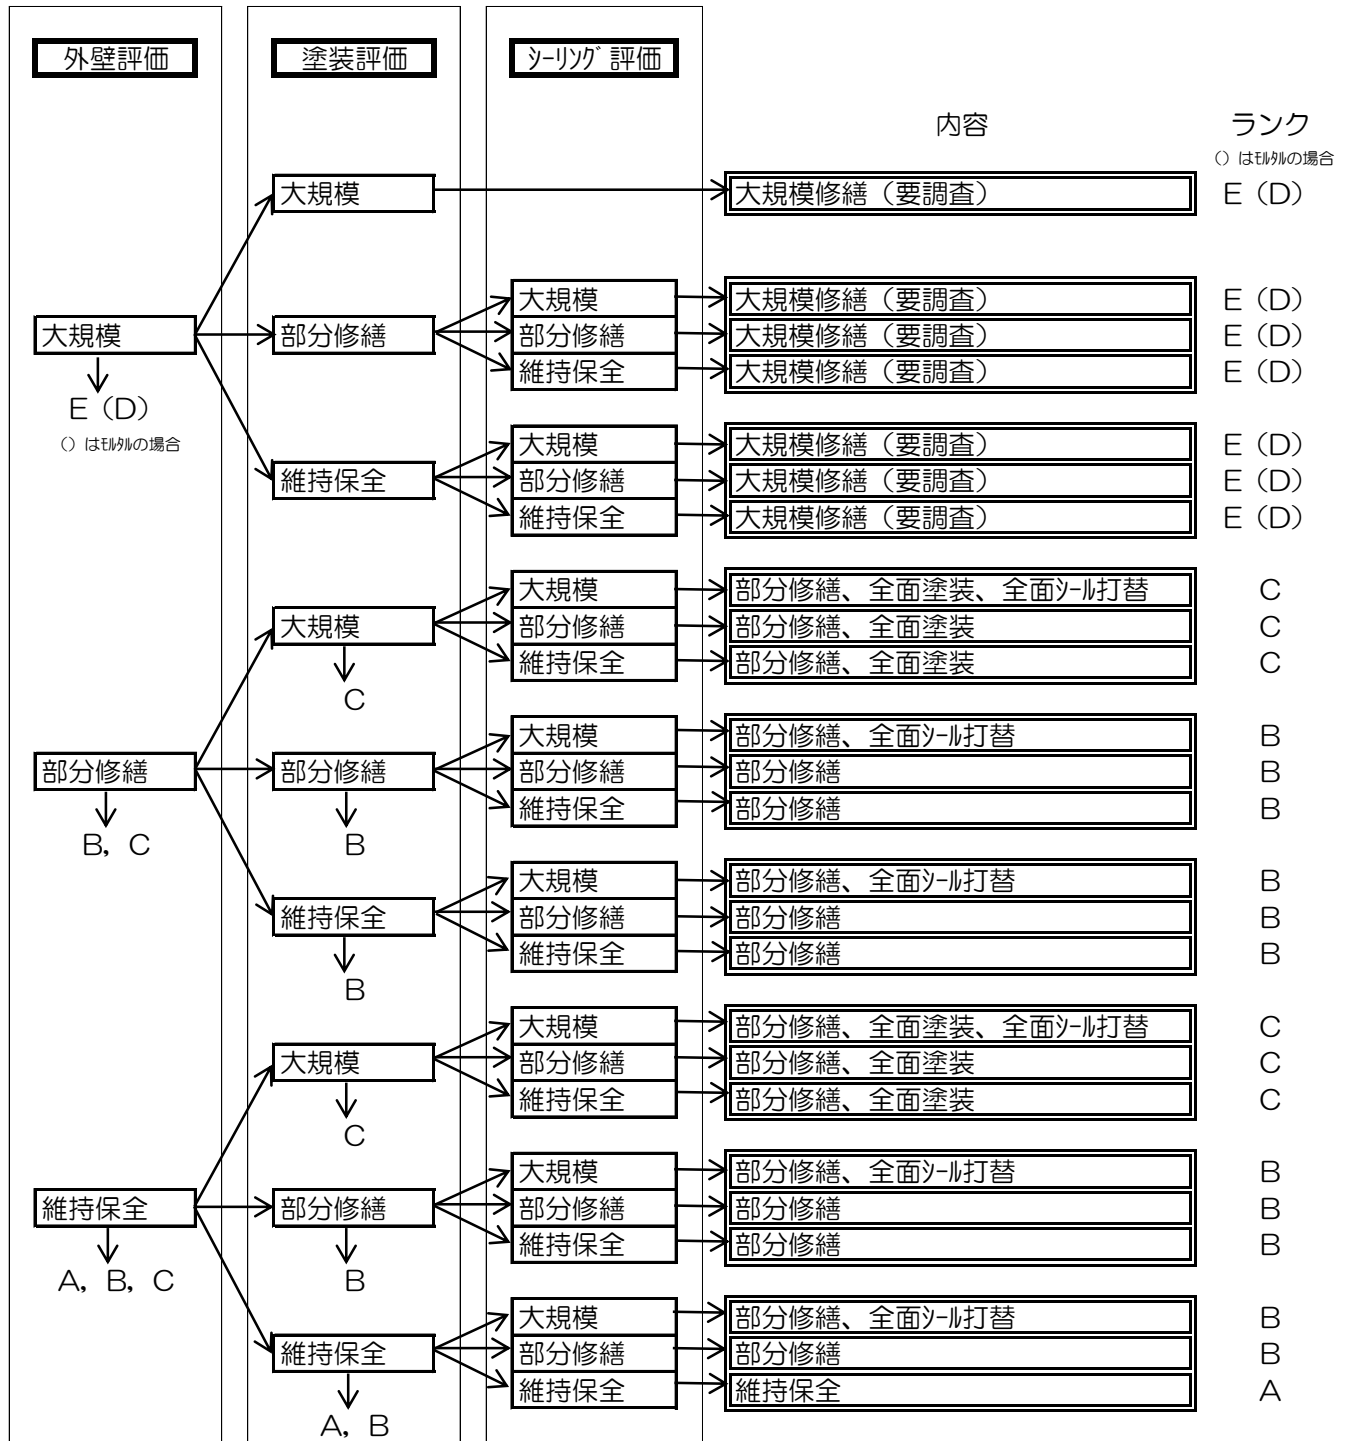 外壁評価 塗装評価 ｼｰﾘﾝｸﾞ評価
内容 ランク
（）はﾓﾙﾀﾙの場合
大規模 大規模修繕（要調査） E（D）
大規模 大規模修繕（要調査） E（D）
大規模 部分修繕 部分修繕 大規模修繕（要調査） E（D）
維持保全 大規模修繕（要調査） E（D）
E（D）
（）はﾓﾙﾀﾙの場合
大規模 大規模修繕（要調査） E（D）
維持保全 部分修繕 大規模修繕（要調査） E（D）
維持保全 大規模修繕（要調査） E（D）
大規模 部分修繕、全面塗装、全面ｼｰﾙ打替 C
大規模 部分修繕 部分修繕、全面塗装 C
維持保全 部分修繕、全面塗装 C
C
大規模 部分修繕、全面ｼｰﾙ打替 B
部分修繕 部分修繕 部分修繕 部分修繕 B
維持保全 部分修繕 B
B, C B
大規模 部分修繕、全面ｼｰﾙ打替 B
維持保全 部分修繕 部分修繕 B
維持保全 部分修繕 B
B
大規模 部分修繕、全面塗装、全面ｼｰﾙ打替 C
大規模 部分修繕 部分修繕、全面塗装 C
維持保全 部分修繕、全面塗装 C
C
大規模 部分修繕、全面ｼｰﾙ打替 B
維持保全 部分修繕 部分修繕 部分修繕 B
維持保全 部分修繕 B
A, B, C B
大規模 部分修繕、全面ｼｰﾙ打替 B
維持保全 部分修繕 部分修繕 B
維持保全 維持保全 A
A, B